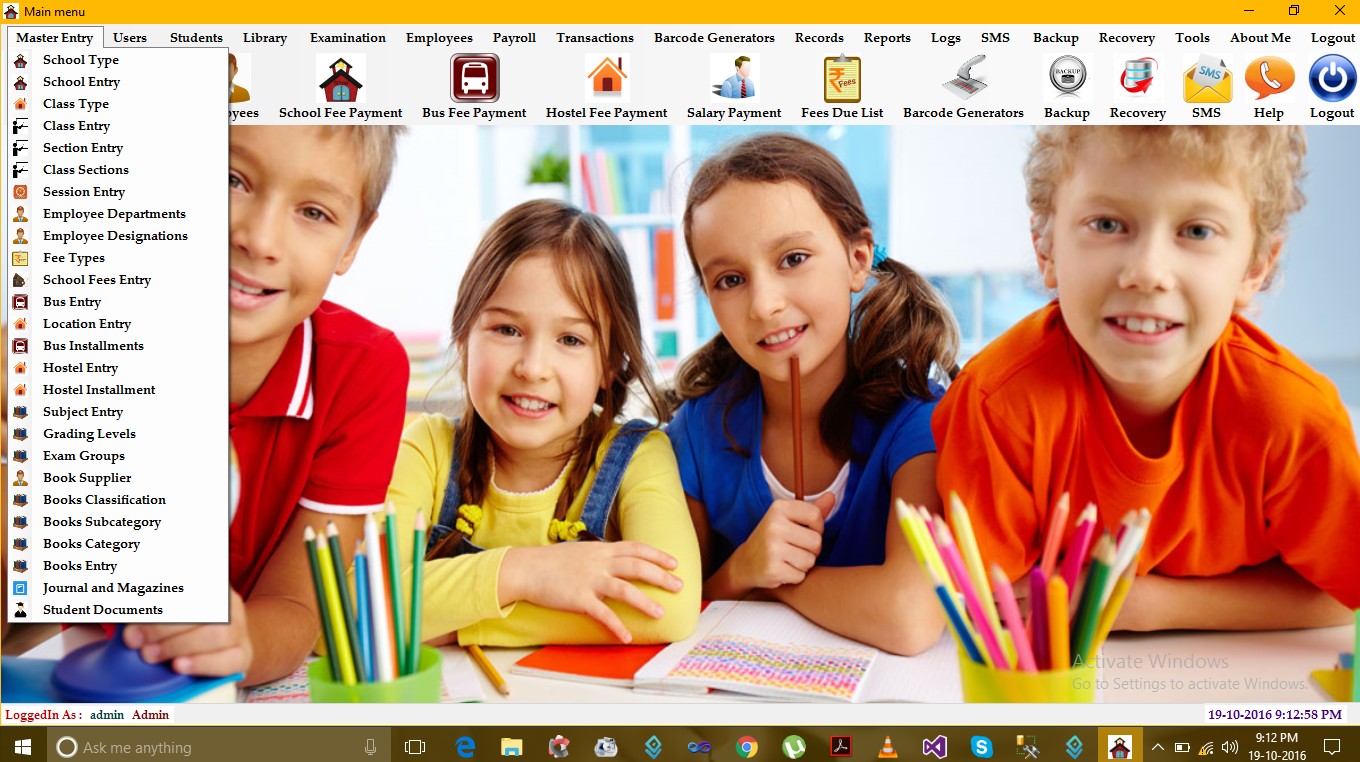 Main menu
Master Entry Users Students Library Examination Employees Payroll Transactions Barcode Generators Records Reports Logs SMS Backup Recovery Tools About Me Logout
School Type
School Entry
Class Type
Class Entry
Section Entry
Class Sections
Session Entry
Employee Departments
Employee Designations
Fee Types
School Fees Entry
Bus Entry
Location Entry
Bus Installments
Hostel Entry
Hostel Installment
Subject Entry
Grading Levels
Exam Groups
Book Supplier
Books Classification
Books Subcategory
Books Category
Books Entry
Journal and Magazines
Student Documents
Fees BACKUP SMS
School Fee Payment Bus Fee Payment Hostel Fee Payment Salary Payment Fees Due List Barcode Generators Backup Recovery SMS Help Logout
Activate Windows
Go to Settings to activate Windows.
LoggedIn As : admin Admin 19-10-2016 9:12:58 PM
Ask me anything
9:12 PM
19-10-2016